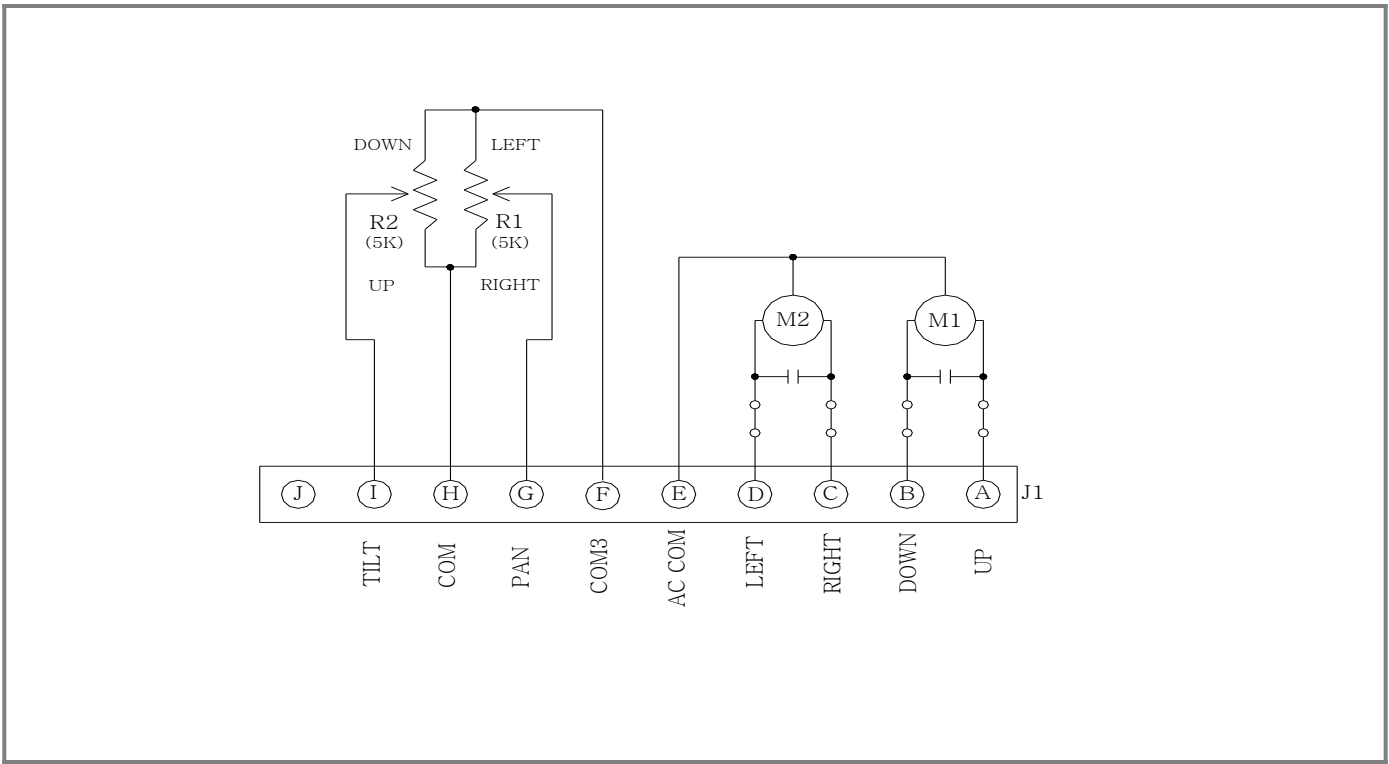 DOWN LEFT
R2 R1
(5K) (5K)
UP RIGHT
M2 M1
J I H G F E D C B A J1
TILT COM PAN COM3 AC COM LEFT RIGHT DOWN UP